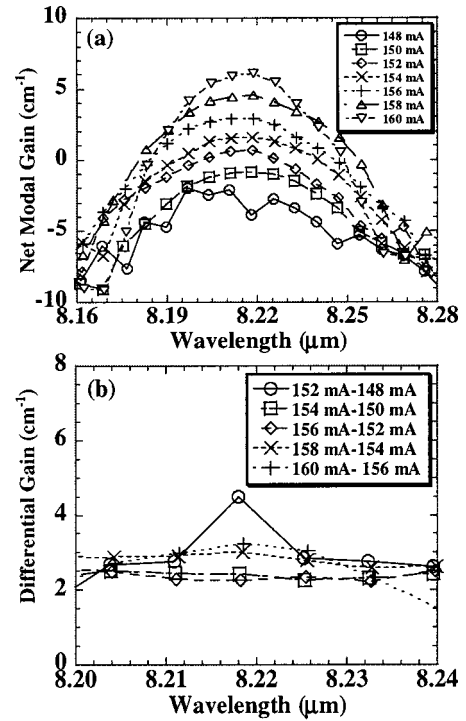 (a)
148 mA
150 mA
152 mA
154 mA
156 mA
158 mA
160 mA
10
5
0
-5
-10
Net Modal Gain (cm-1)
8.16 8.19 8.22 8.25 8.28
Wavelength (μm)
(b)
152 mA-148 mA
154 mA-150 mA
156 mA-152 mA
158 mA-154 mA
160 mA- 156 mA
8
6
4
2
0
Differential Gain (cm-1)
8.20 8.21 8.22 8.23 8.24
Wavelength (μm)